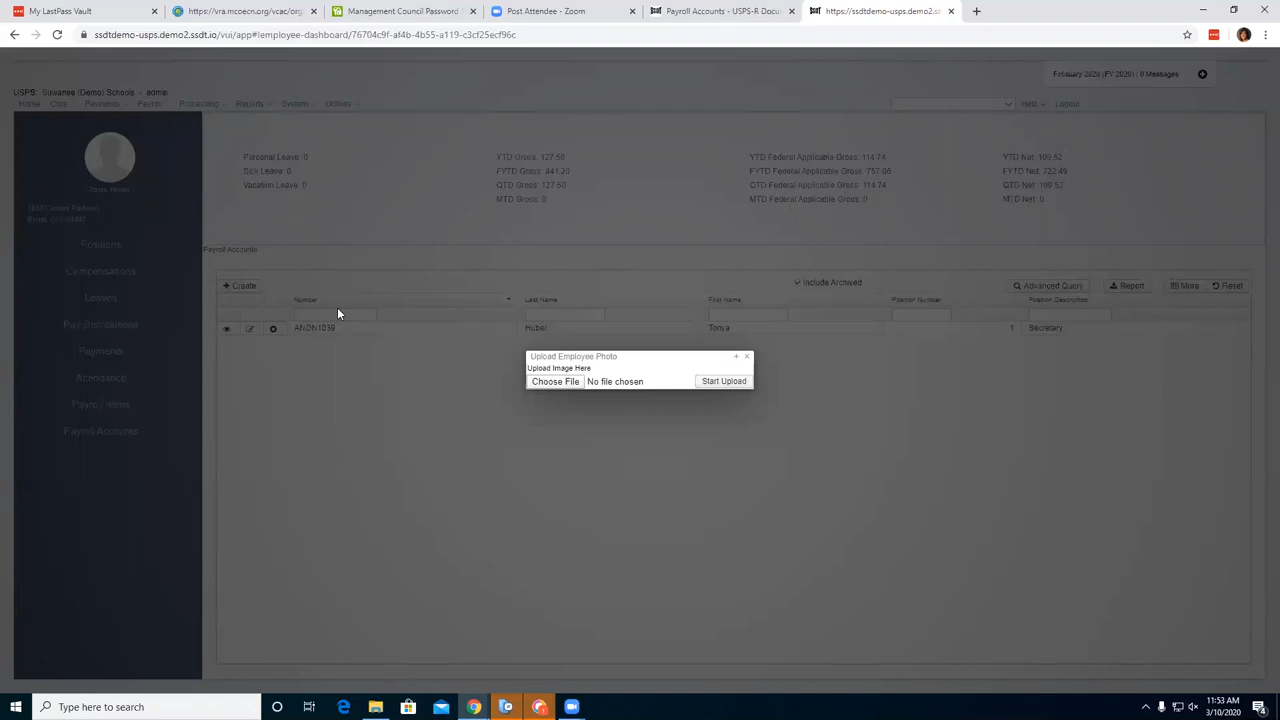 My LastPass Vault
https://vra.mcoecn.org/vcac/org
Management Council Password R
Post Attendee - Zoom
Payroll Accounts - USPS-R Docum
https://ssdtdemo-usps.demo2.ss
ssdtdemo-usps.demo2.ssdt.io/vui/app#!employee-dashboard/76704c9f-af4b-4b55-a119-c3cf25ecf96c
February 2020 (FY 2020) | 0 Messages
USPS: Suwanee (Demo) Schools - admin
Home Core Payments Payroll Processing Reports System Utilities Help Logout
Personal Leave: 0
Sick Leave: 0
Vacation Leave: 0
YTD Gross: 127.50
FYTD Gross: 841.20
QTD Gross: 127.50
MTD Gross: 0
YTD Federal Applicable Gross: 114.74
FYTD Federal Applicable Gross: 757.06
QTD Federal Applicable Gross: 114.74
MTD Federal Applicable Gross: 0
YTD Net: 109.52
FYTD Net: 722.49
QTD Net: 109.52
MTD Net: 0
Positions
Compensations
Leaves
Pay Distributions
Payments
Attendance
Payroll Items
Payroll Accounts
Payroll Accounts
Create
Include Archived
Advanced Query
Report
More
Reset
Number Last Name First Name Position Number Position Description
ANON1039 Huber Tonya 1 Secretary
Upload Employee Photo
Upload Image Here
Choose File No file chosen Start Upload
Type here to search
11:53 AM
3/10/2020
4